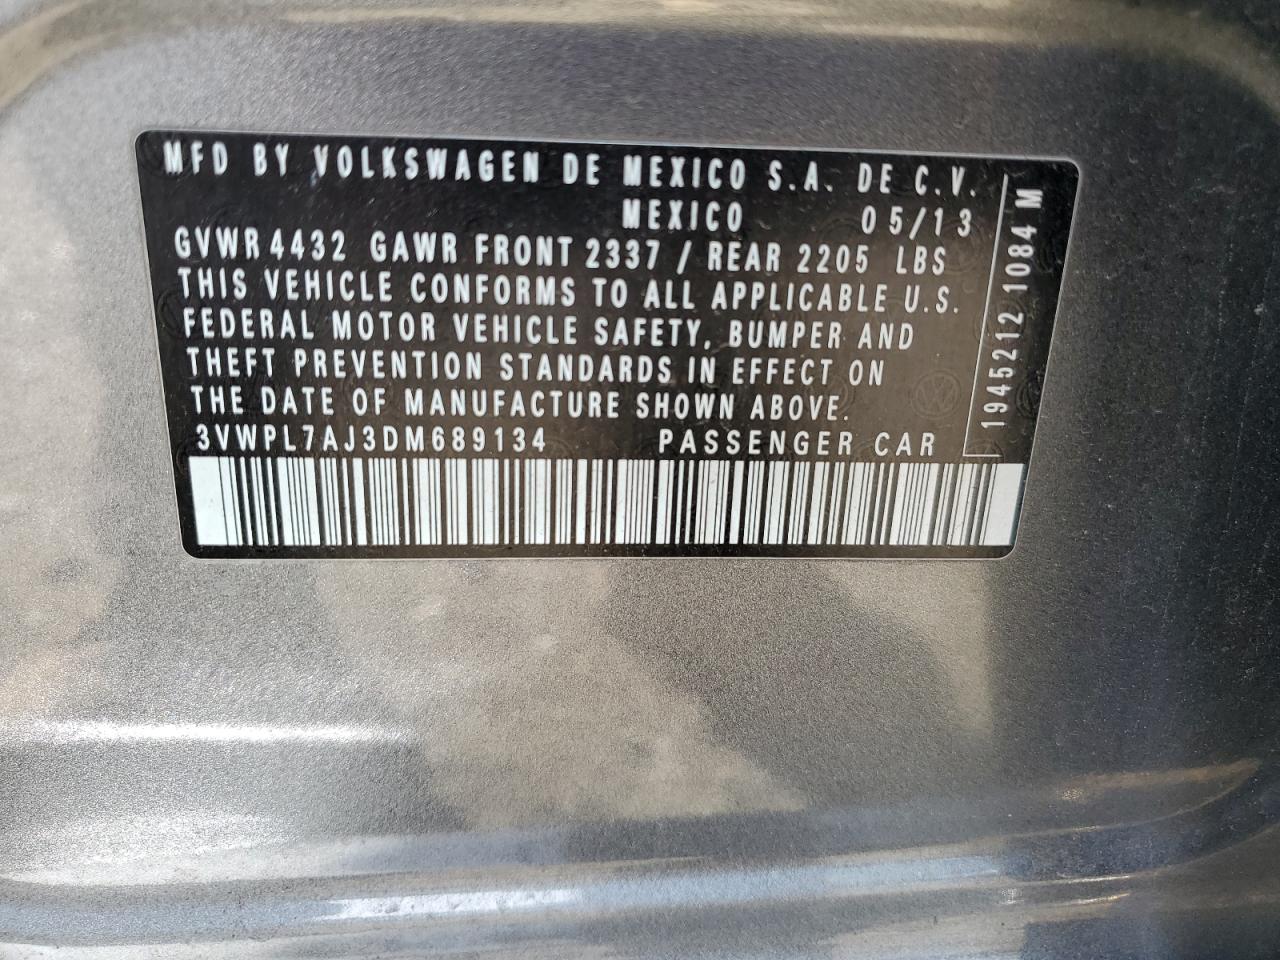 MFD BY VOLKSWAGEN DE MEXICO S.A. DE C.V.
MEXICO 05/13
GVWR 4432 GAWR FRONT 2337 / REAR 2205 LBS
THIS VEHICLE CONFORMS TO ALL APPLICABLE U.S.
FEDERAL MOTOR VEHICLE SAFETY, BUMPER AND
THEFT PREVENTION STANDARDS IN EFFECT ON
THE DATE OF MANUFACTURE SHOWN ABOVE.
3VWPL7AJ3DM689134 PASSENGER CAR
1945212 1084 M